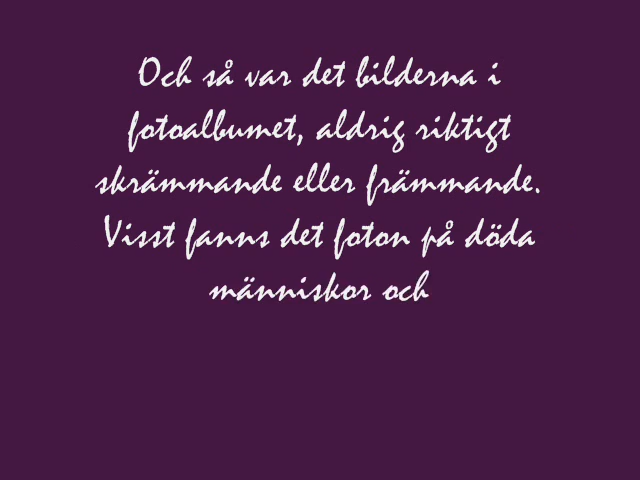 Och så var det bilderna i
fotoalbumet, aldrig riktigt
skrämmande eller främmande.
Visst fanns det foton på döda
människor och